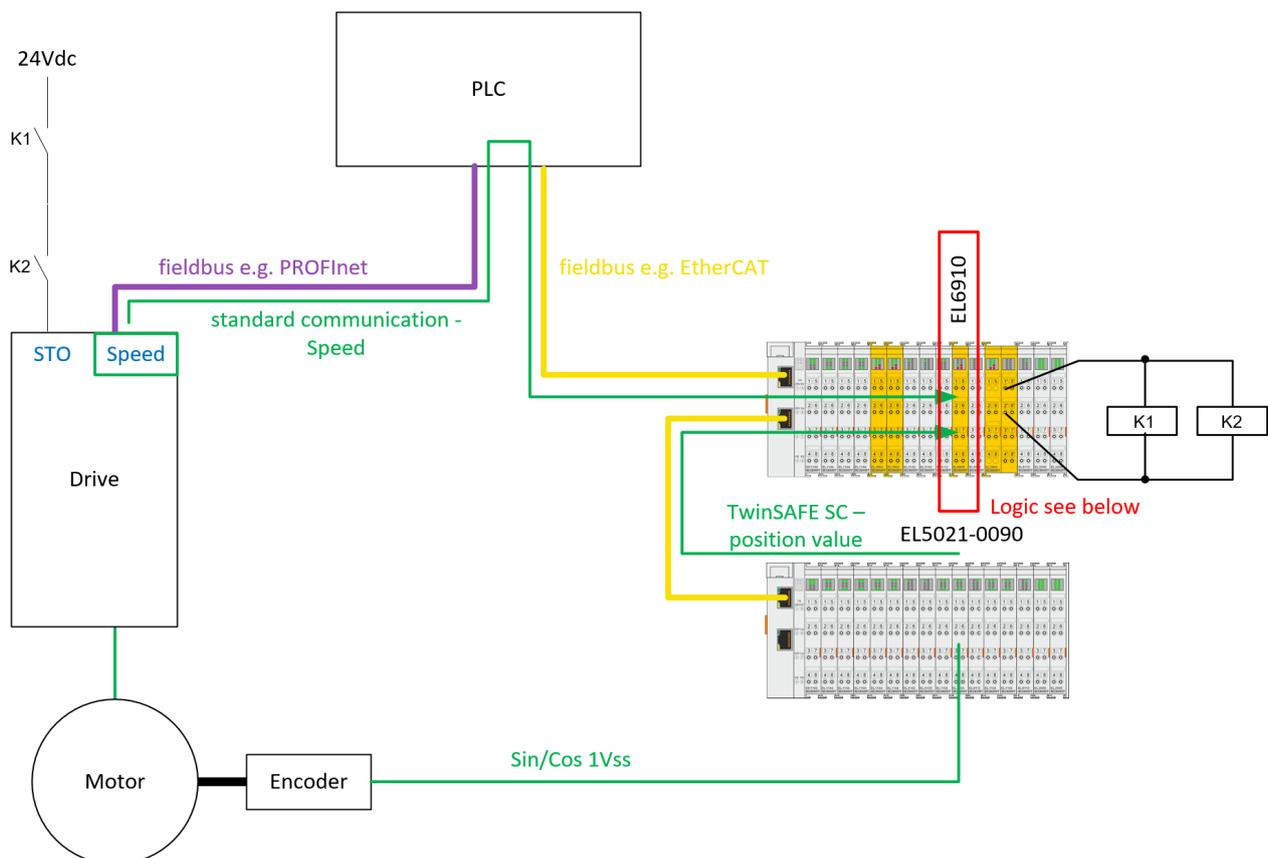 24Vdc
PLC
K1
K2
fieldbus e.g. PROFInet
fieldbus e.g. EtherCAT
EL6910
standard communication -
Speed
STO
Speed
K1
K2
Drive
TwinSAFE SC –
position value
Logic see below
EL5021-0090
Sin/Cos 1Vss
Motor
Encoder